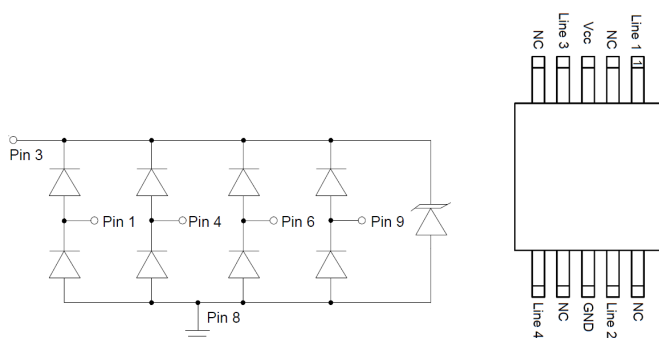 Pin 3
Pin 1
Pin 4
Pin 6
Pin 9
Pin 8
NC
Line 3
Vcc
NC
Line 1
1
Line 4
NC
GND
Line 2
NC